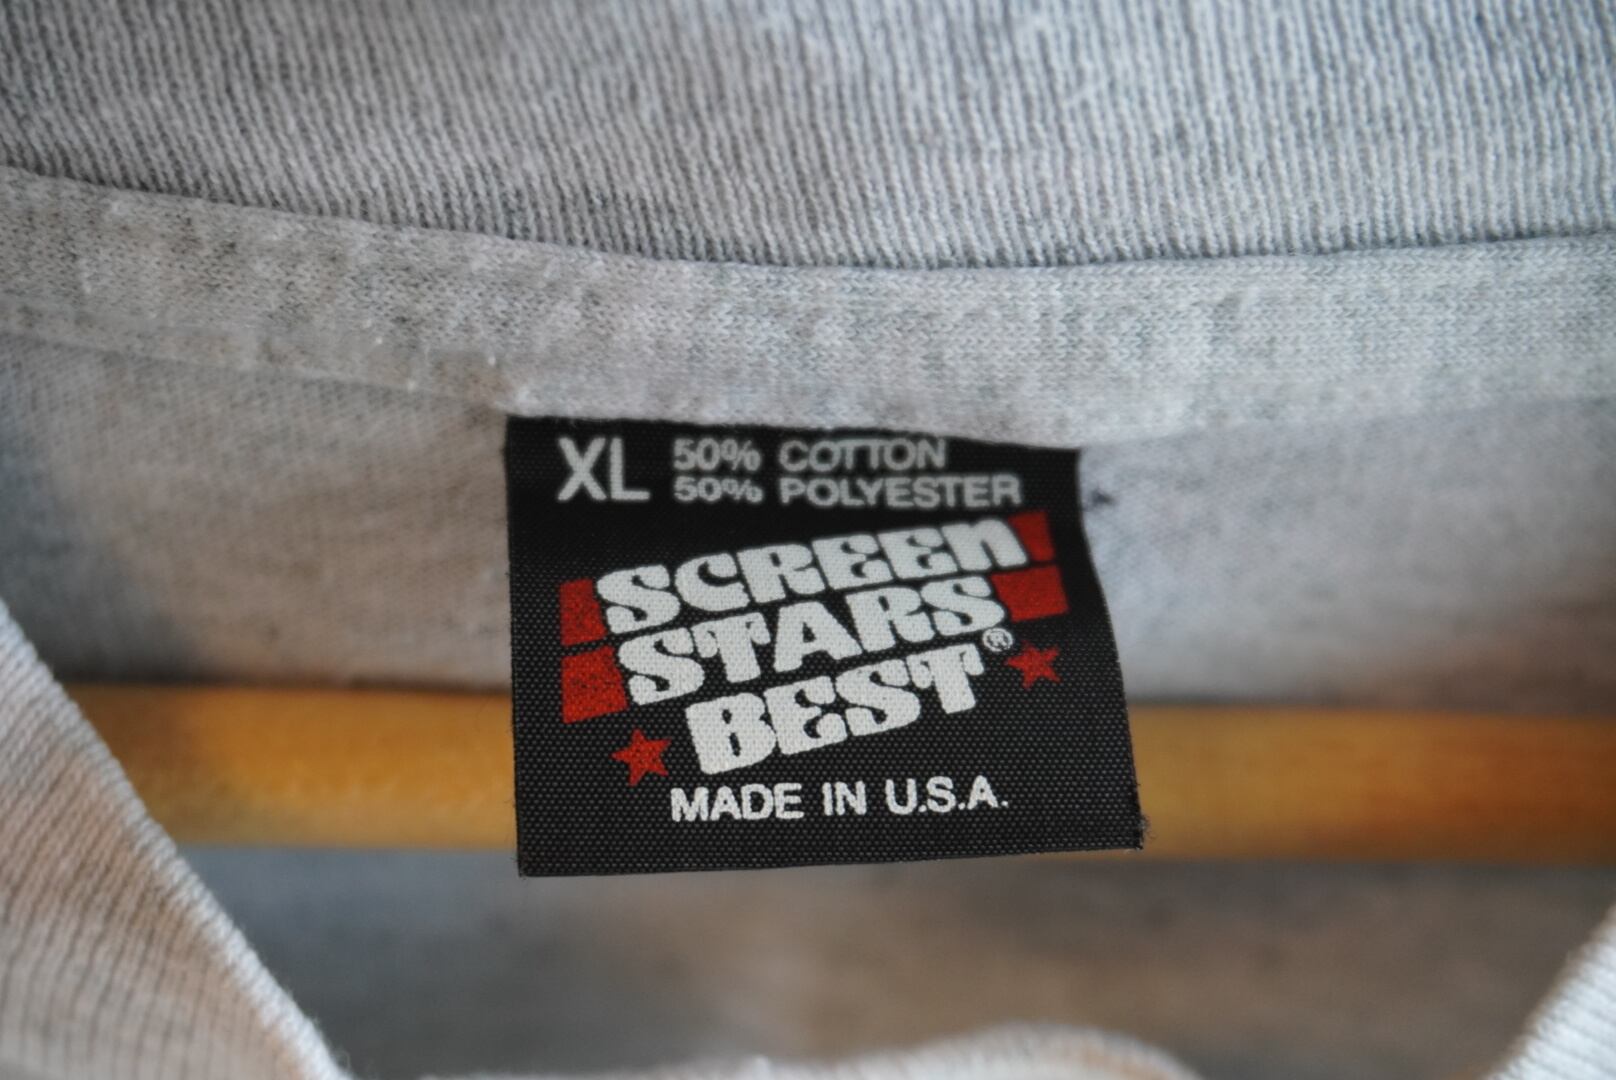 XL 50% COTTON
50% POLYESTER
SCREEN
STARS
BEST®
MADE IN U.S.A.